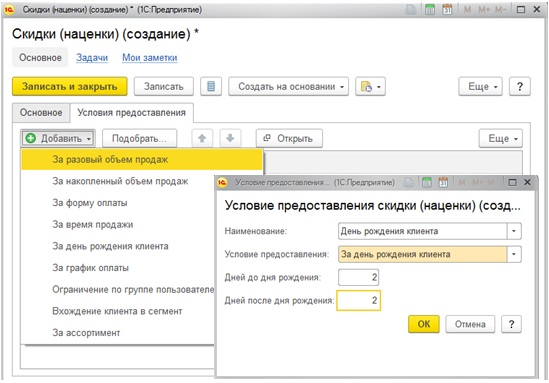 Скидки (наценки) (создание) * (1С:Предприятие)
M M+ M-
Скидки (наценки) (создание) *
Основное Задачи Мои заметки
Записать и закрыть Записать Создать на основании Еще ?
Основное Условия предоставления
Добавить Подобрать... Открыть Еще
За разовый объем продаж
За накопленный объем продаж
За форму оплаты
За время продажи
За день рождения клиента
За график оплаты
Ограничение по группе пользователе
Вхождение клиента в сегмент
За ассортимент
Условие предоставления... (1С:Предприятие) M M+ M-
Условие предоставления скидки (наценки) (созд...
Наименование: День рождения клиента
Условие предоставления: За день рождения клиента
Дней до дня рождения: 2
Дней после дня рождения: 2
ОК Отмена ?